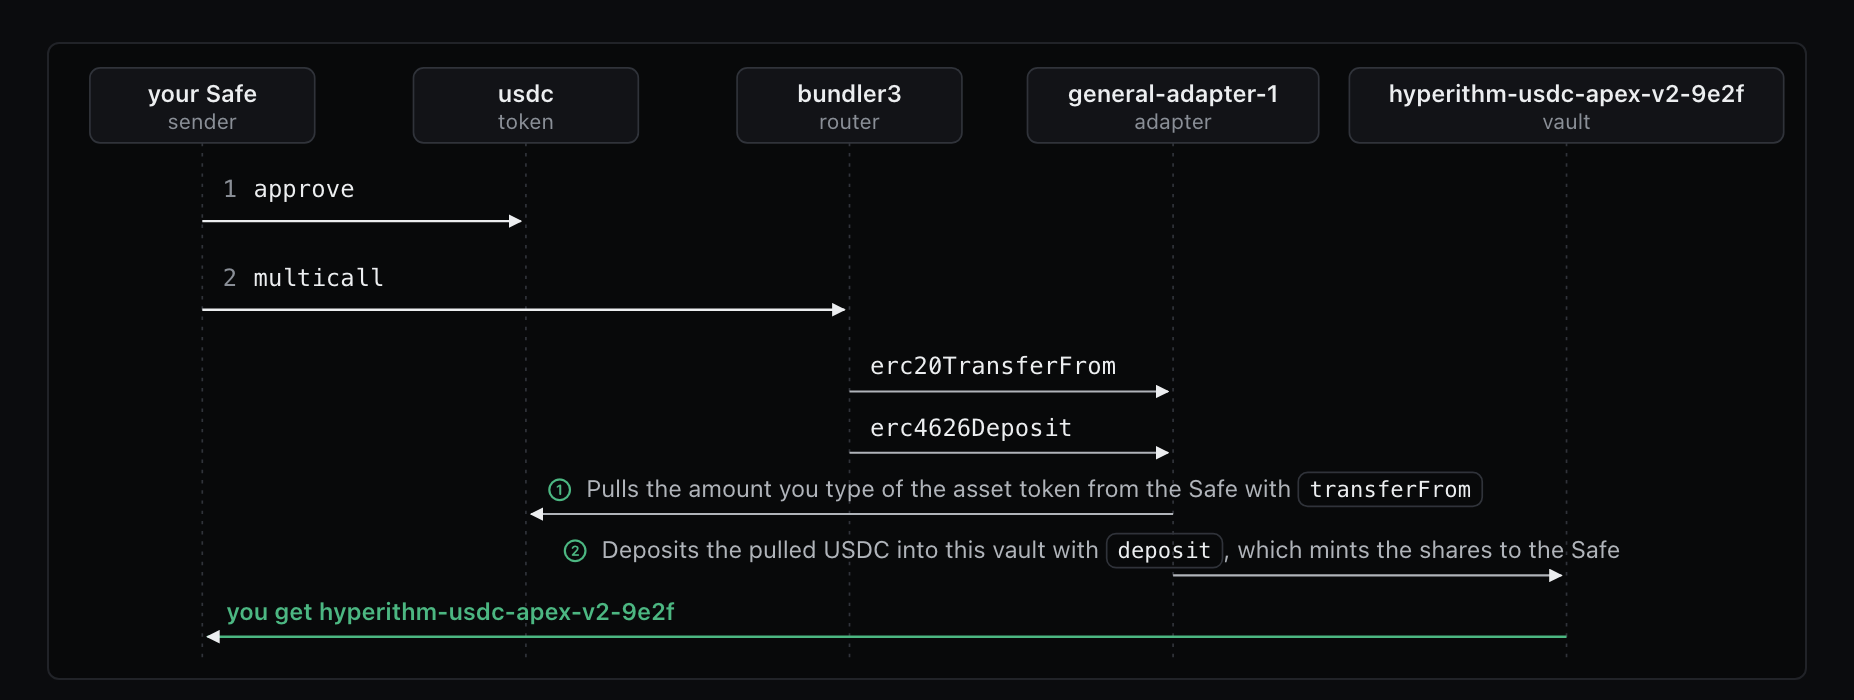 your Safe
sender
usdc
token
bundler3
router
general-adapter-1
adapter
hyperithm-usdc-apex-v2-9e2f
vault
1 approve
2 multicall
erc20TransferFrom
erc4626Deposit
1 Pulls the amount you type of the asset token from the Safe with transferFrom
2 Deposits the pulled USDC into this vault with deposit, which mints the shares to the Safe
you get hyperithm-usdc-apex-v2-9e2f